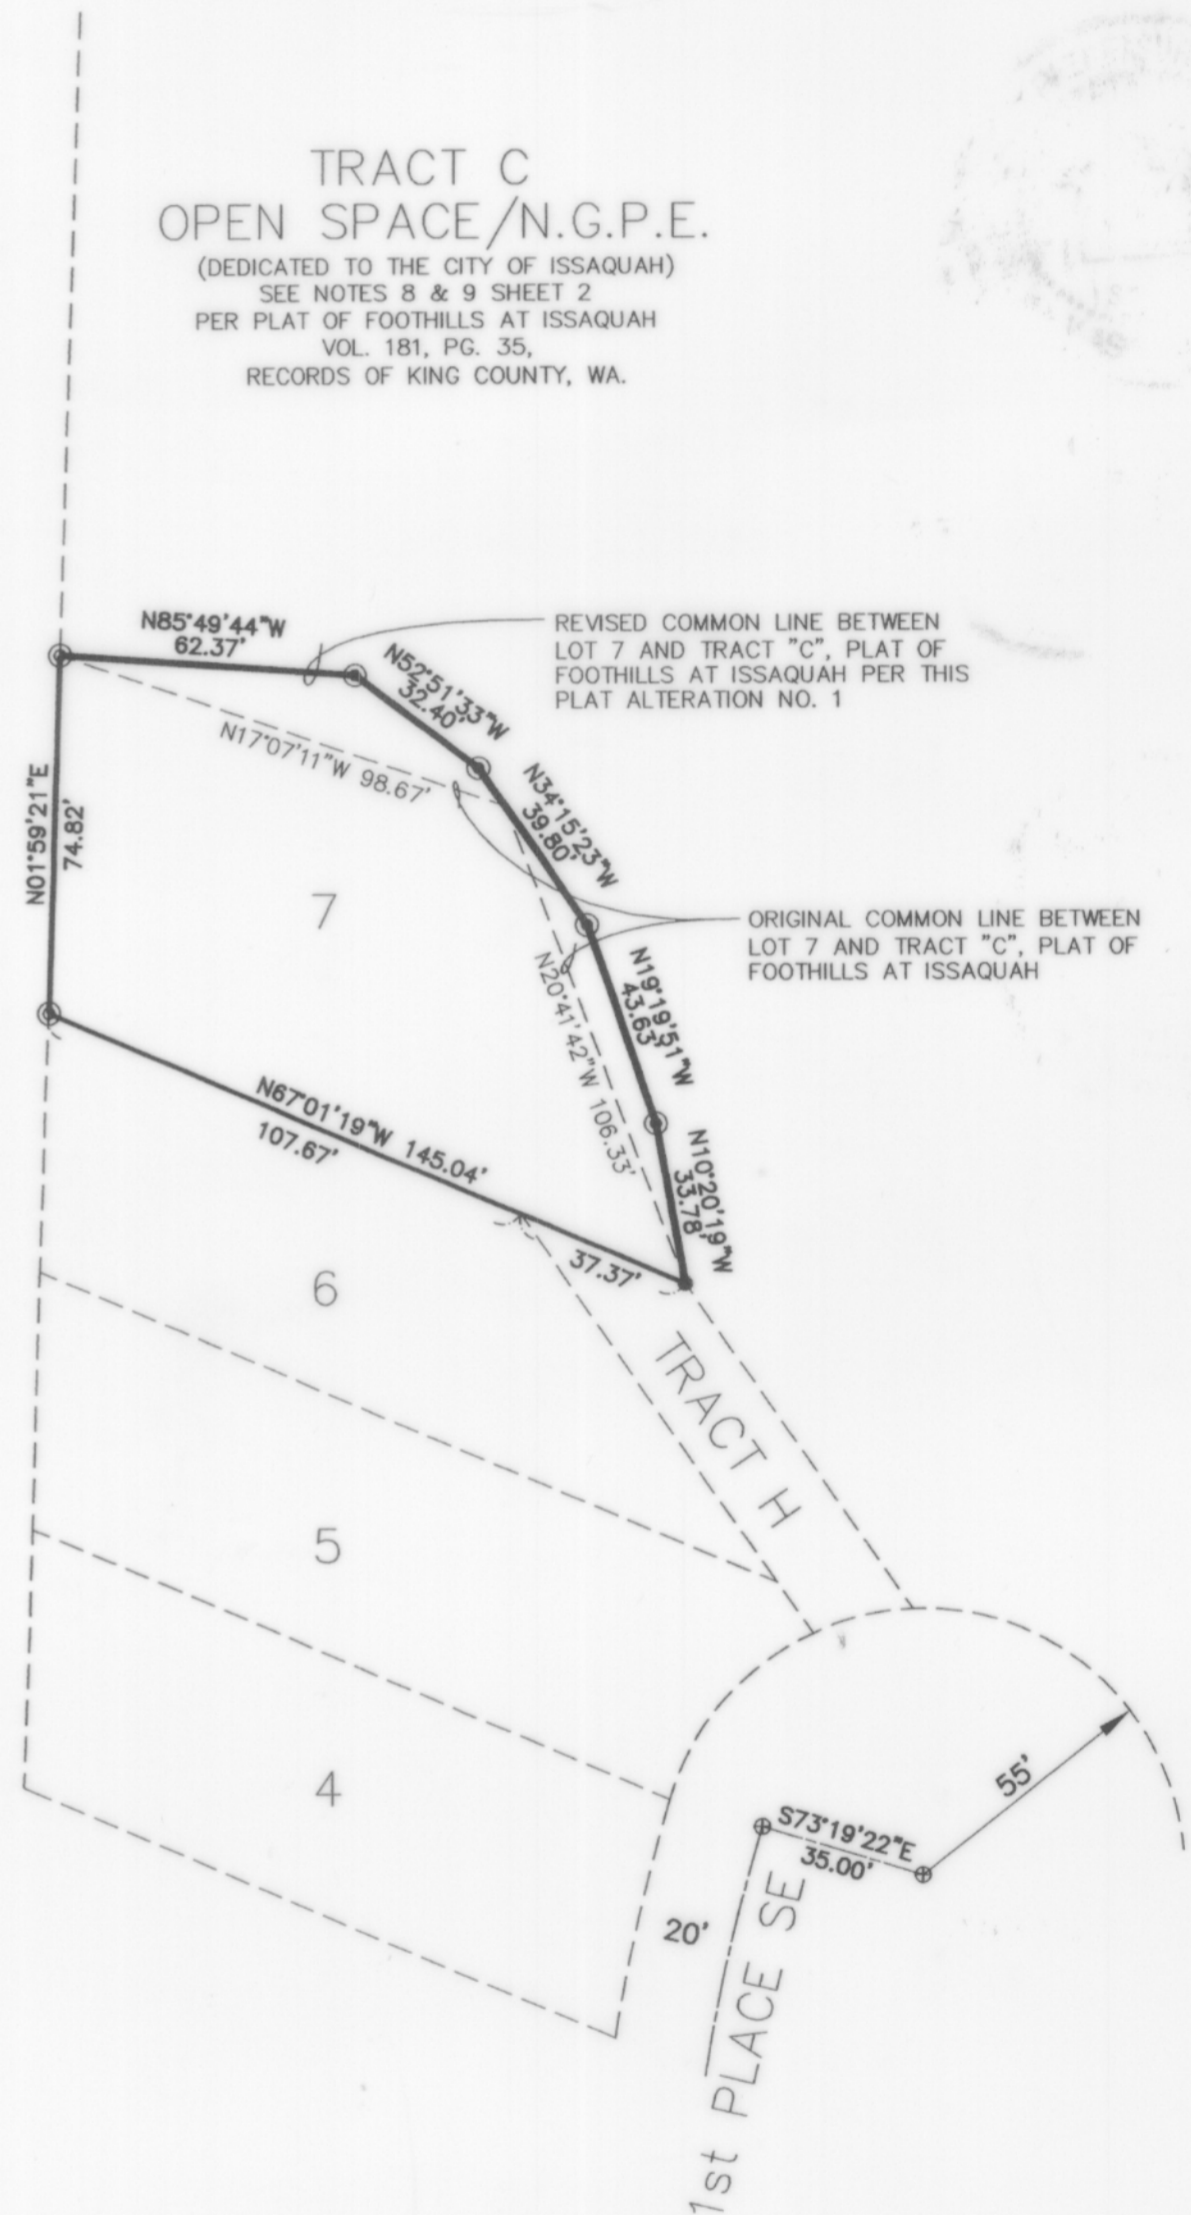 TRACT C
OPEN SPACE/N.G.P.E.
(DEDICATED TO THE CITY OF ISSAQUAH)
SEE NOTES 8 & 9 SHEET 2
PER PLAT OF FOOTHILLS AT ISSAQUAH
VOL. 181, PG. 35,
RECORDS OF KING COUNTY, WA.
N85°49'44"W
62.37'
REVISED COMMON LINE BETWEEN
LOT 7 AND TRACT "C", PLAT OF
FOOTHILLS AT ISSAQUAH PER THIS
PLAT ALTERATION NO. 1
N52°51'33"W
32.40'
N17°07'11"W 98.67'
N34°15'23"W
39.80'
N01°59'21"E
74.82'
7
ORIGINAL COMMON LINE BETWEEN
LOT 7 AND TRACT "C", PLAT OF
FOOTHILLS AT ISSAQUAH
N19°19'51"W
43.63'
N20°41'42"W 106.33'
N67°01'19"W 145.04'
107.67'
N10°20'19"W
33.78'
37.37'
6
TRACT H
5
4
55'
S73°19'22"E
35.00'
20'
1st PLACE SE